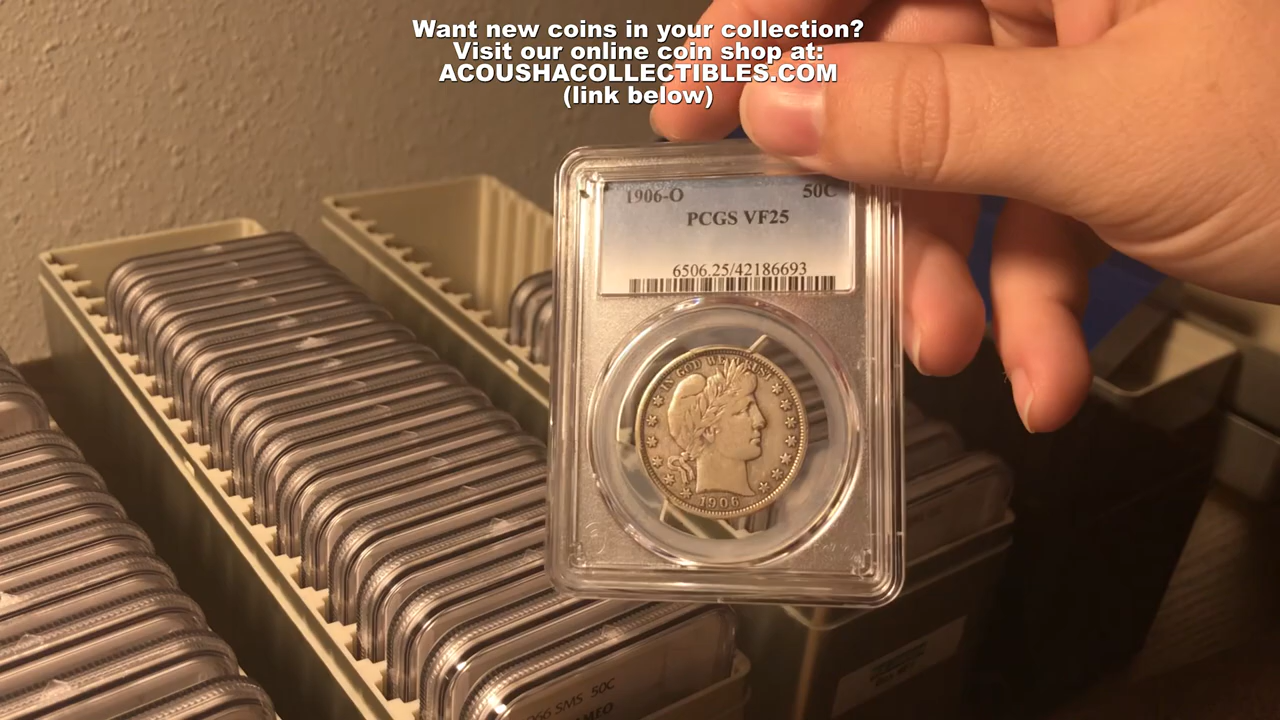 Want new coins in your collection?
Visit our online coin shop at:
ACOUSHACOLLECTIBLES.COM
(link below)
1906-O 50C
PCGS VF25
6506.25/42186693
IN GOD WE TRUST
1906
SMS 50C